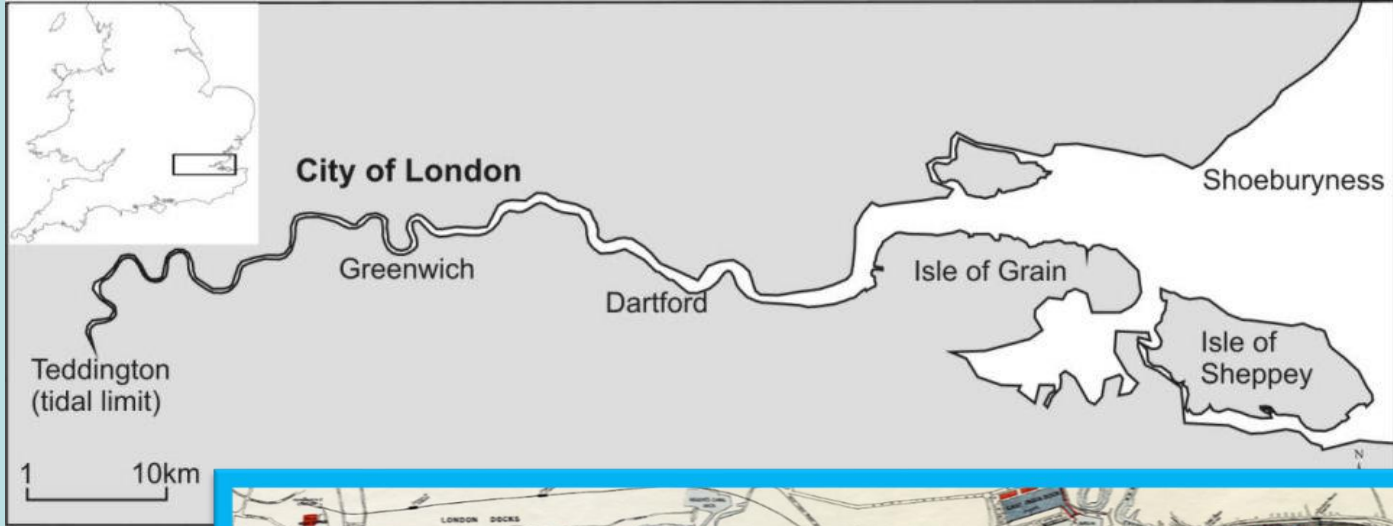 City of London
Shoeburyness
Greenwich
Isle of Grain
Dartford
Isle of
Sheppey
Teddington
(tidal limit)
1 10km
N
LONDON DOCKS